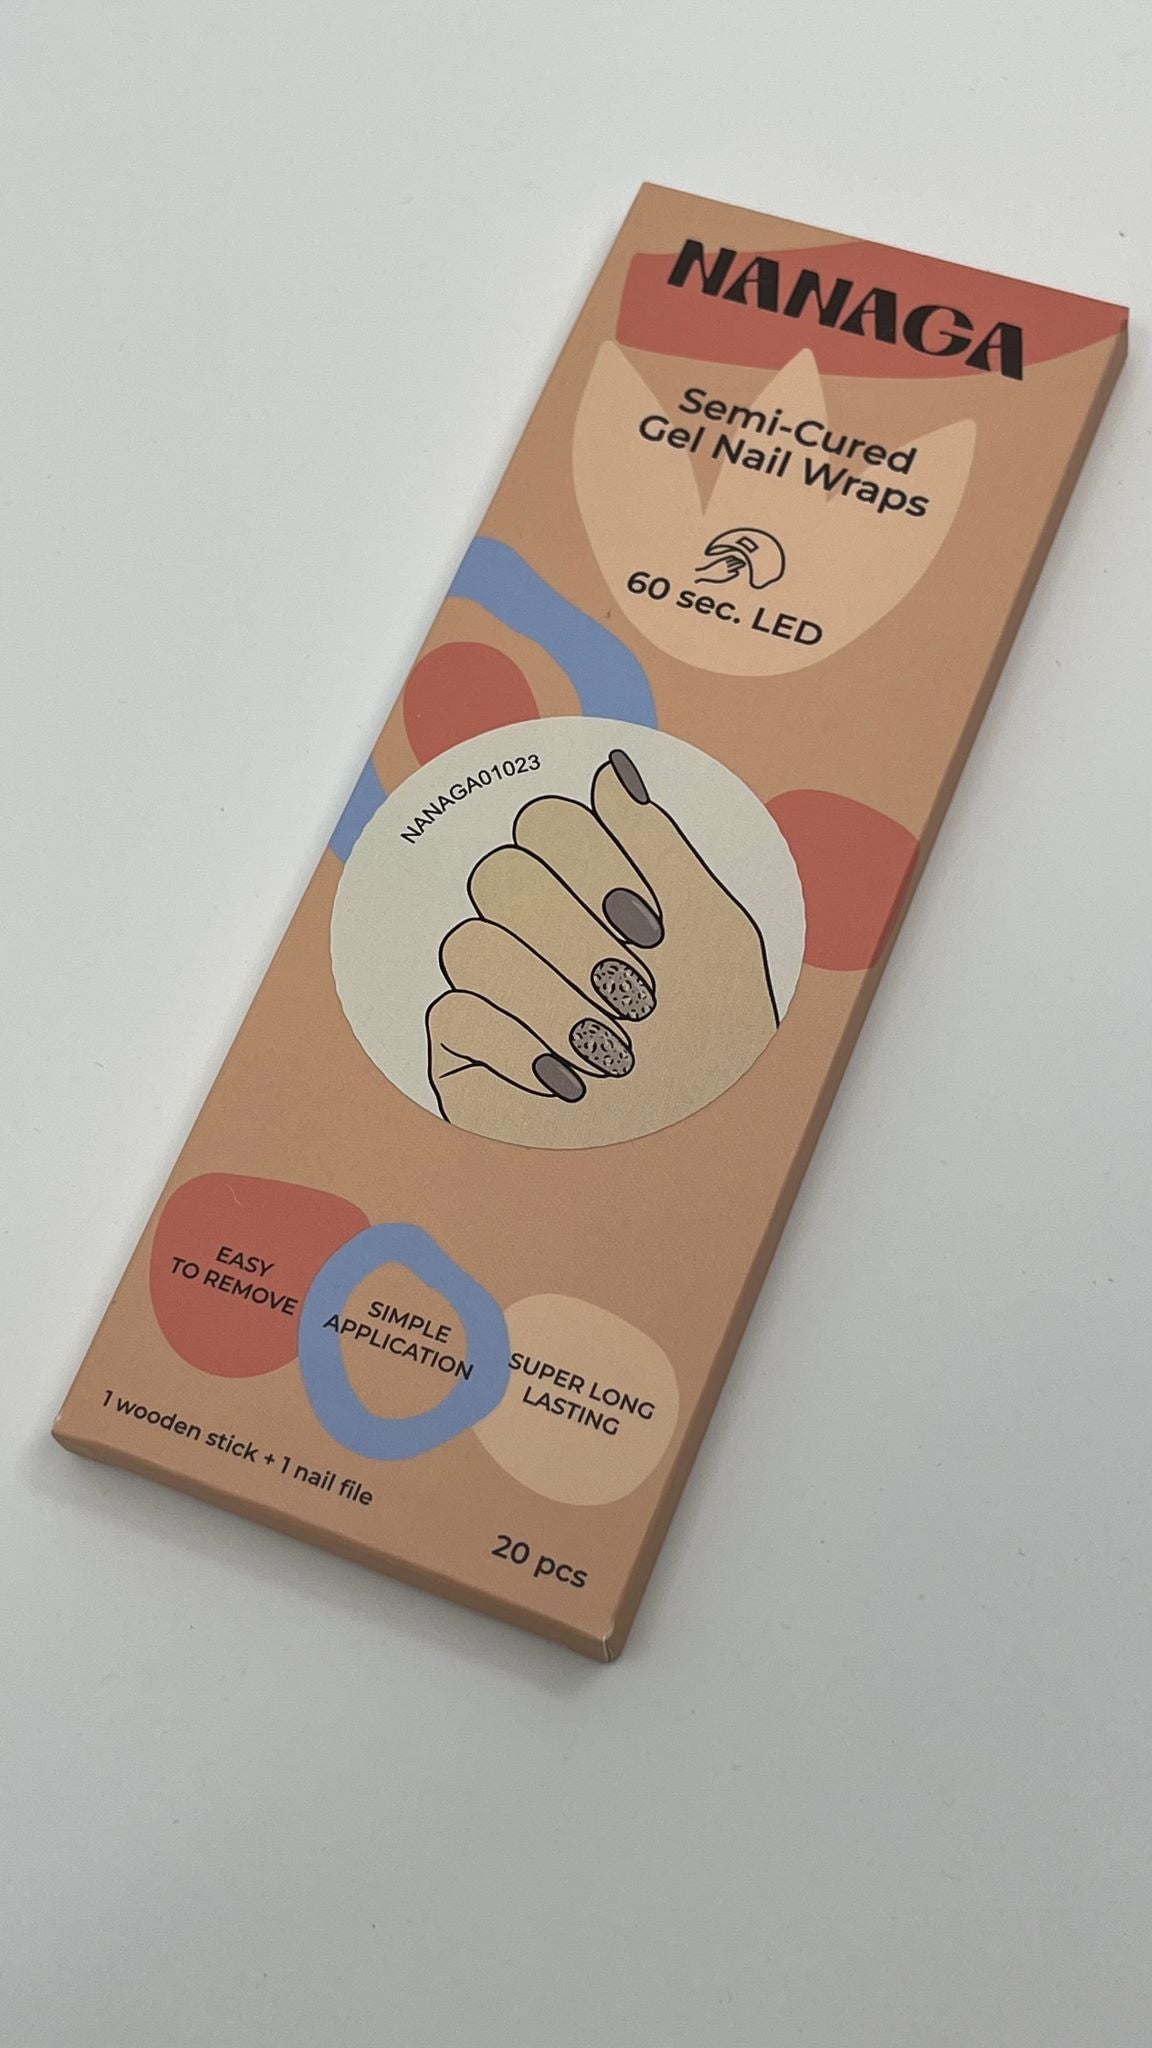 NANAGA
Semi-Cured
Gel Nail Wraps
60 sec. LED
NANAGA01023
EASY
TO REMOVE
SIMPLE
APPLICATION
SUPER LONG
LASTING
1 wooden stick + 1 nail file
20 pcs